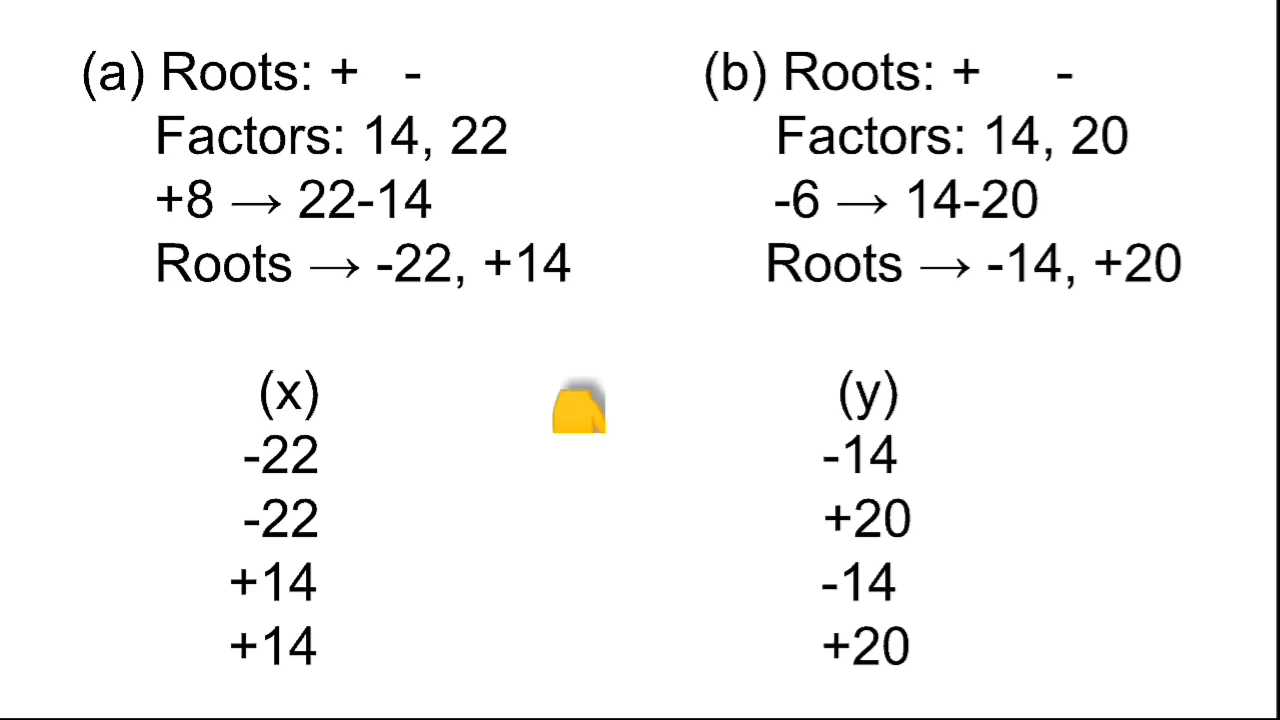 (a) Roots: + -
Factors: 14, 22
+8 → 22-14
Roots → -22, +14
(b) Roots: + -
Factors: 14, 20
-6 → 14-20
Roots → -14, +20
(x) (y)
-22 -14
-22 +20
+14 -14
+14 +20